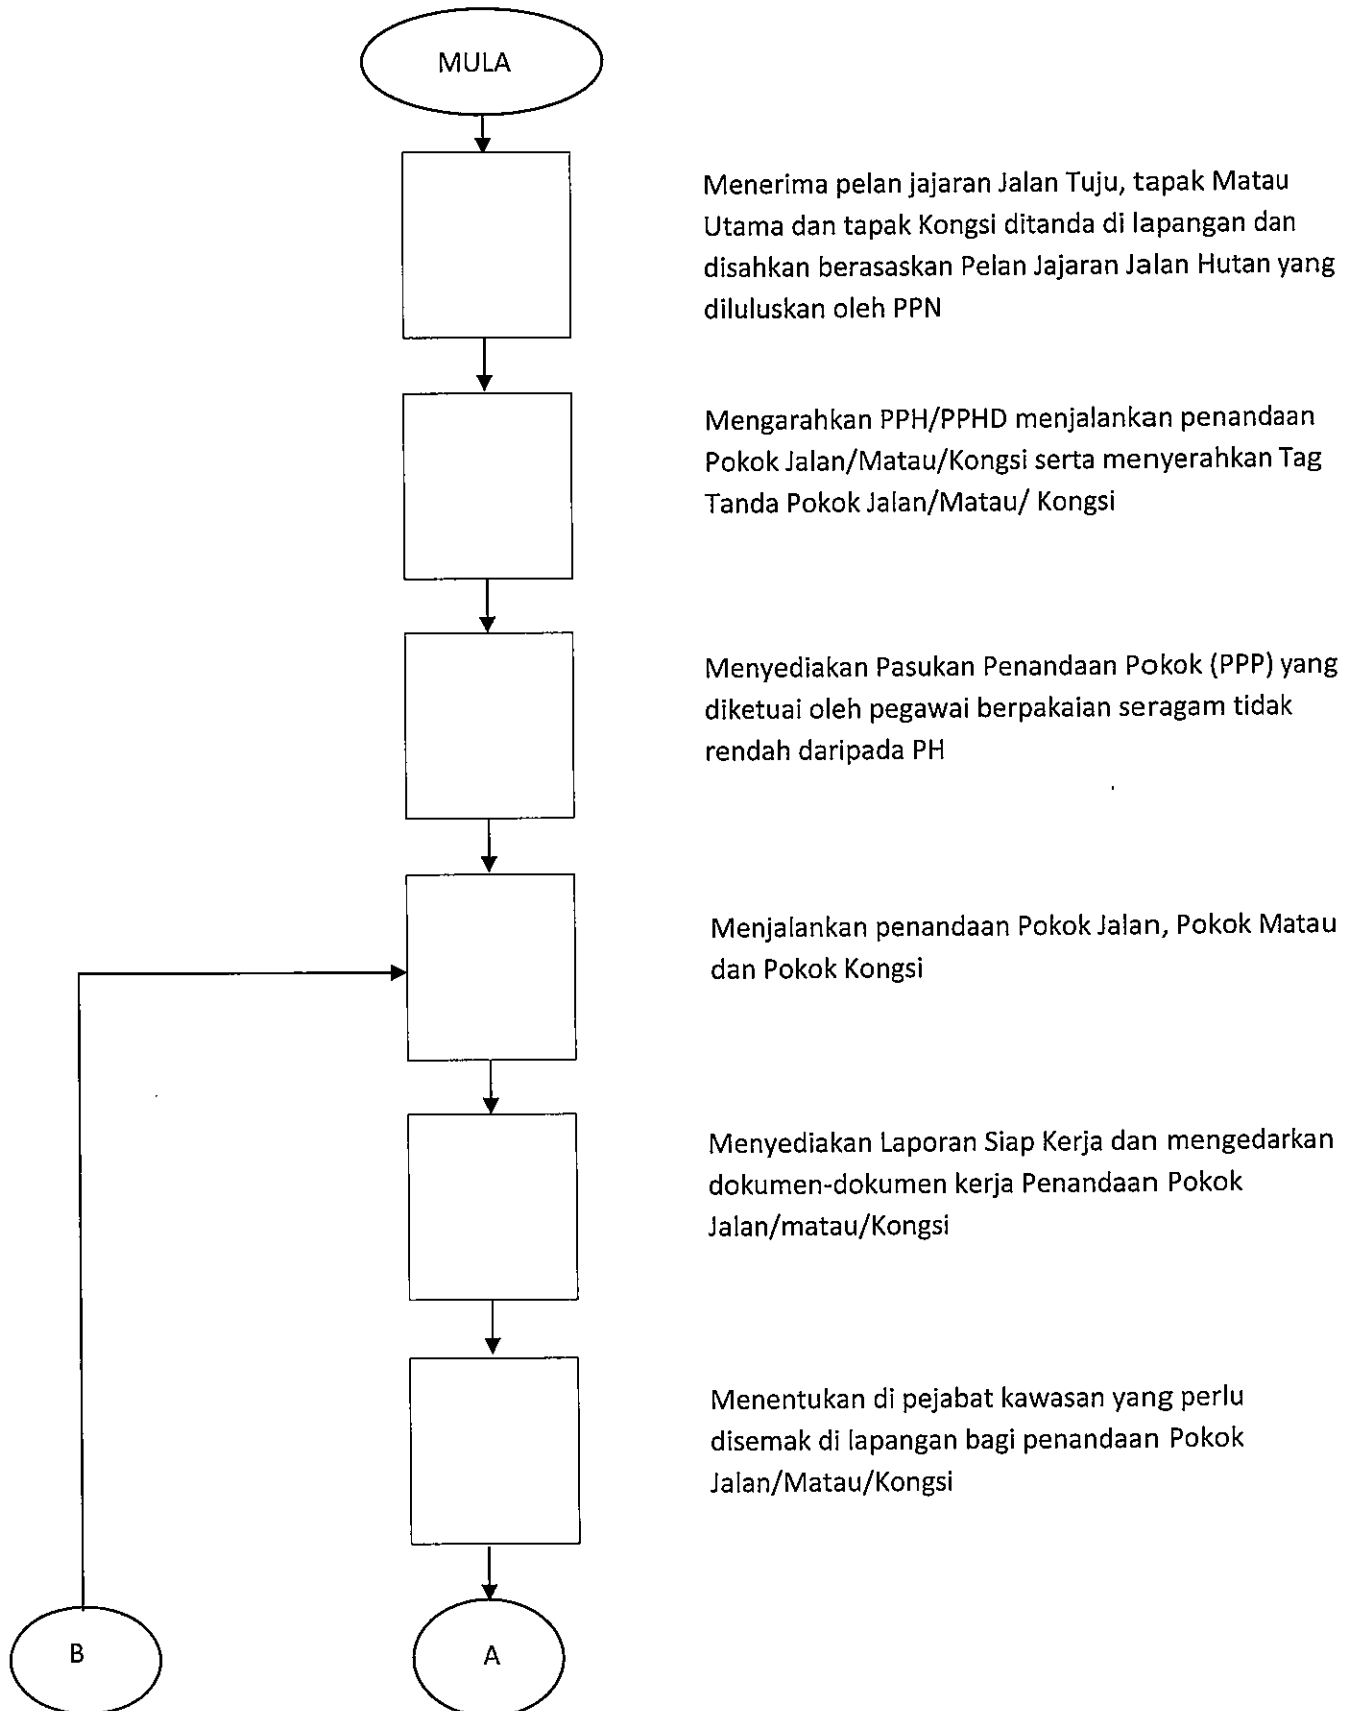 MULA
Menerima pelan jajaran Jalan Tuju, tapak Matau
Utama dan tapak Kongsi ditanda di lapangan dan
disahkan berasaskan Pelan Jajaran Jalan Hutan yang
diluluskan oleh PPN
Mengarahkan PPH/PPHD menjalankan penandaan
Pokok Jalan/Matau/Kongsi serta menyerahkan Tag
Tanda Pokok Jalan/Matau/ Kongsi
Menyediakan Pasukan Penandaan Pokok (PPP) yang
diketuai oleh pegawai berpakaian seragam tidak
rendah daripada PH
Menjalankan penandaan Pokok Jalan, Pokok Matau
dan Pokok Kongsi
Menyediakan Laporan Siap Kerja dan mengedarkan
dokumen-dokumen kerja Penandaan Pokok
Jalan/matau/Kongsi
Menentukan di pejabat kawasan yang perlu
disemak di lapangan bagi penandaan Pokok
Jalan/Matau/Kongsi
B
A